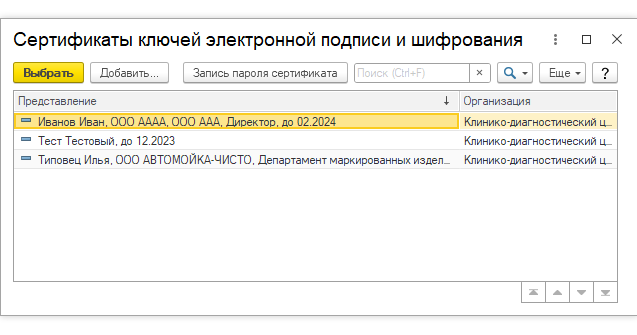 Сертификаты ключей электронной подписи и шифрования
Выбрать Добавить... Запись пароля сертификата Поиск (Ctrl+F) × Еще ?
Представление ↓ Организация
Иванов Иван, ООО АААА, ООО ААА, Директор, до 02.2024 Клинико-диагностический ц...
Тест Тестовый, до 12.2023 Клинико-диагностический ц...
Типовец Илья, ООО АВТОМОЙКА-ЧИСТО, Департамент маркированных издел... Клинико-диагностический ц...